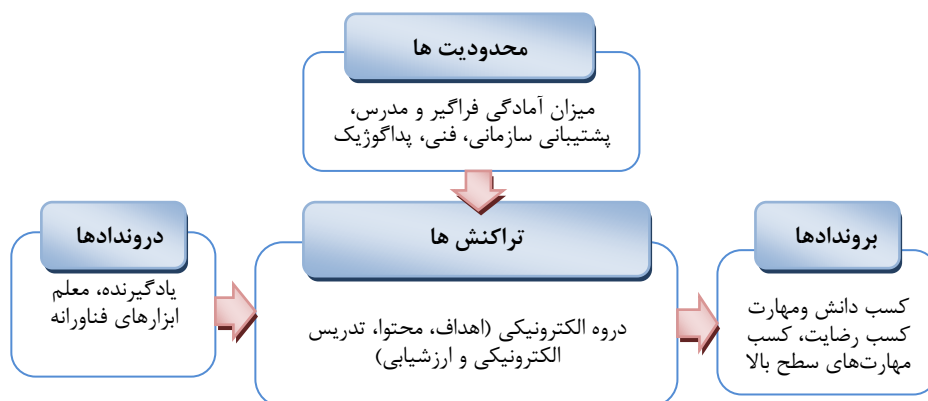 محدودیت ها
میزان آمادگی فراگیر و مدرس،
پشتیبانی سازمانی، فنی، پداگوژیک
بروندادها
کسب دانش ومهارت
کسب رضایت، کسب
مهارت‌های سطح بالا
تراکنش ها
دروه الکترونیکی (اهداف، محتوا، تدریس
الکترونیکی و ارزشیابی)
دروندادها
یادگیرنده، معلم
ابزارهای فناورانه